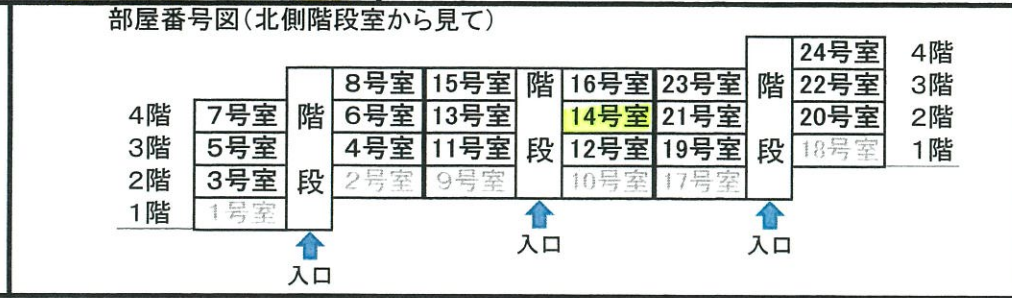 部屋番号図(北側階段室から見て)
24号室 4階
8号室 15号室 階 16号室 23号室 階 22号室 3階
4階 7号室 階 6号室 13号室 14号室 21号室 20号室 2階
3階 5号室 4号室 11号室 段 12号室 19号室 段 18号室 1階
2階 3号室 段 2号室 9号室 10号室 17号室
1階 1号室
入口 入口
入口